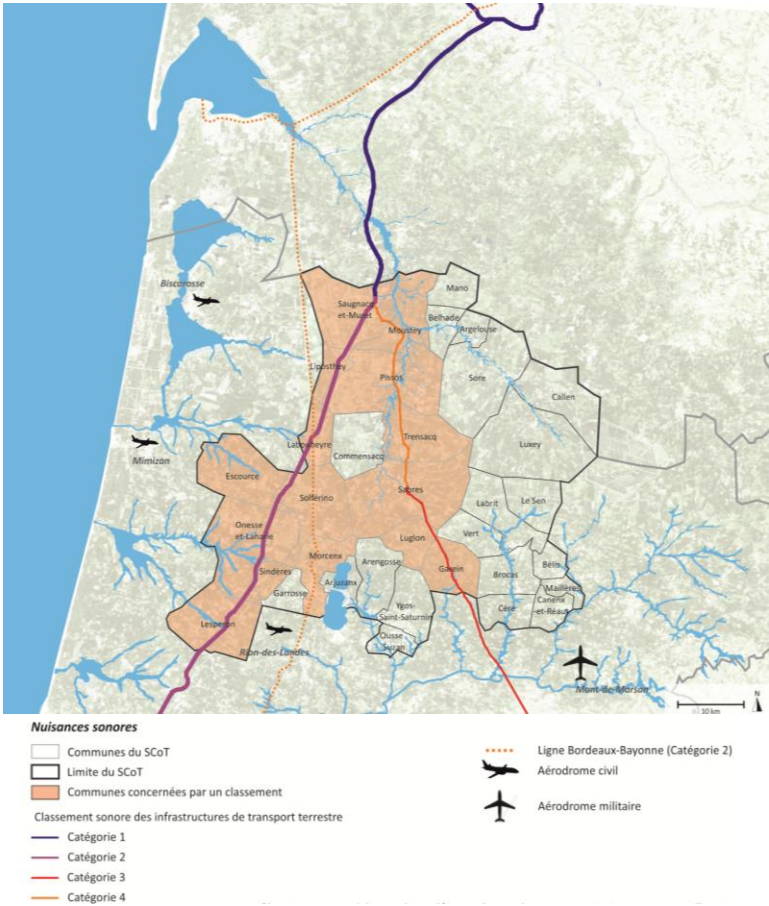 Biscarosse
Mimizan
Saugnacq
et-Muret
Mano
Belhade
Argelouse
Moustey
Liposthey
Pissos
Sore
Callen
Trensacq
Luxey
Labouheyre
Commensacq
Escource
Solférino
Sabres
Labrit
Le Sen
Onesse
et-Laharie
Luglon
Vert
Morcenx
Sindères
Arengosse
Garein
Brocas
Bélis
Arjuzanx
Garrosse
Maillères
Canenx
et-Réaut
Cère
Ygos-
Saint-Saturnin
Lesperon
Ousse
Suzan
Rion-des-Landes
Mont-de-Marsan
10 km
N
Nuisances sonores
Communes du SCoT
Limite du SCoT
Communes concernées par un classement
Classement sonore des infrastructures de transport terrestre
Catégorie 1
Catégorie 2
Catégorie 3
Catégorie 4
Ligne Bordeaux-Bayonne (Catégorie 2)
Aérodrome civil
Aérodrome militaire